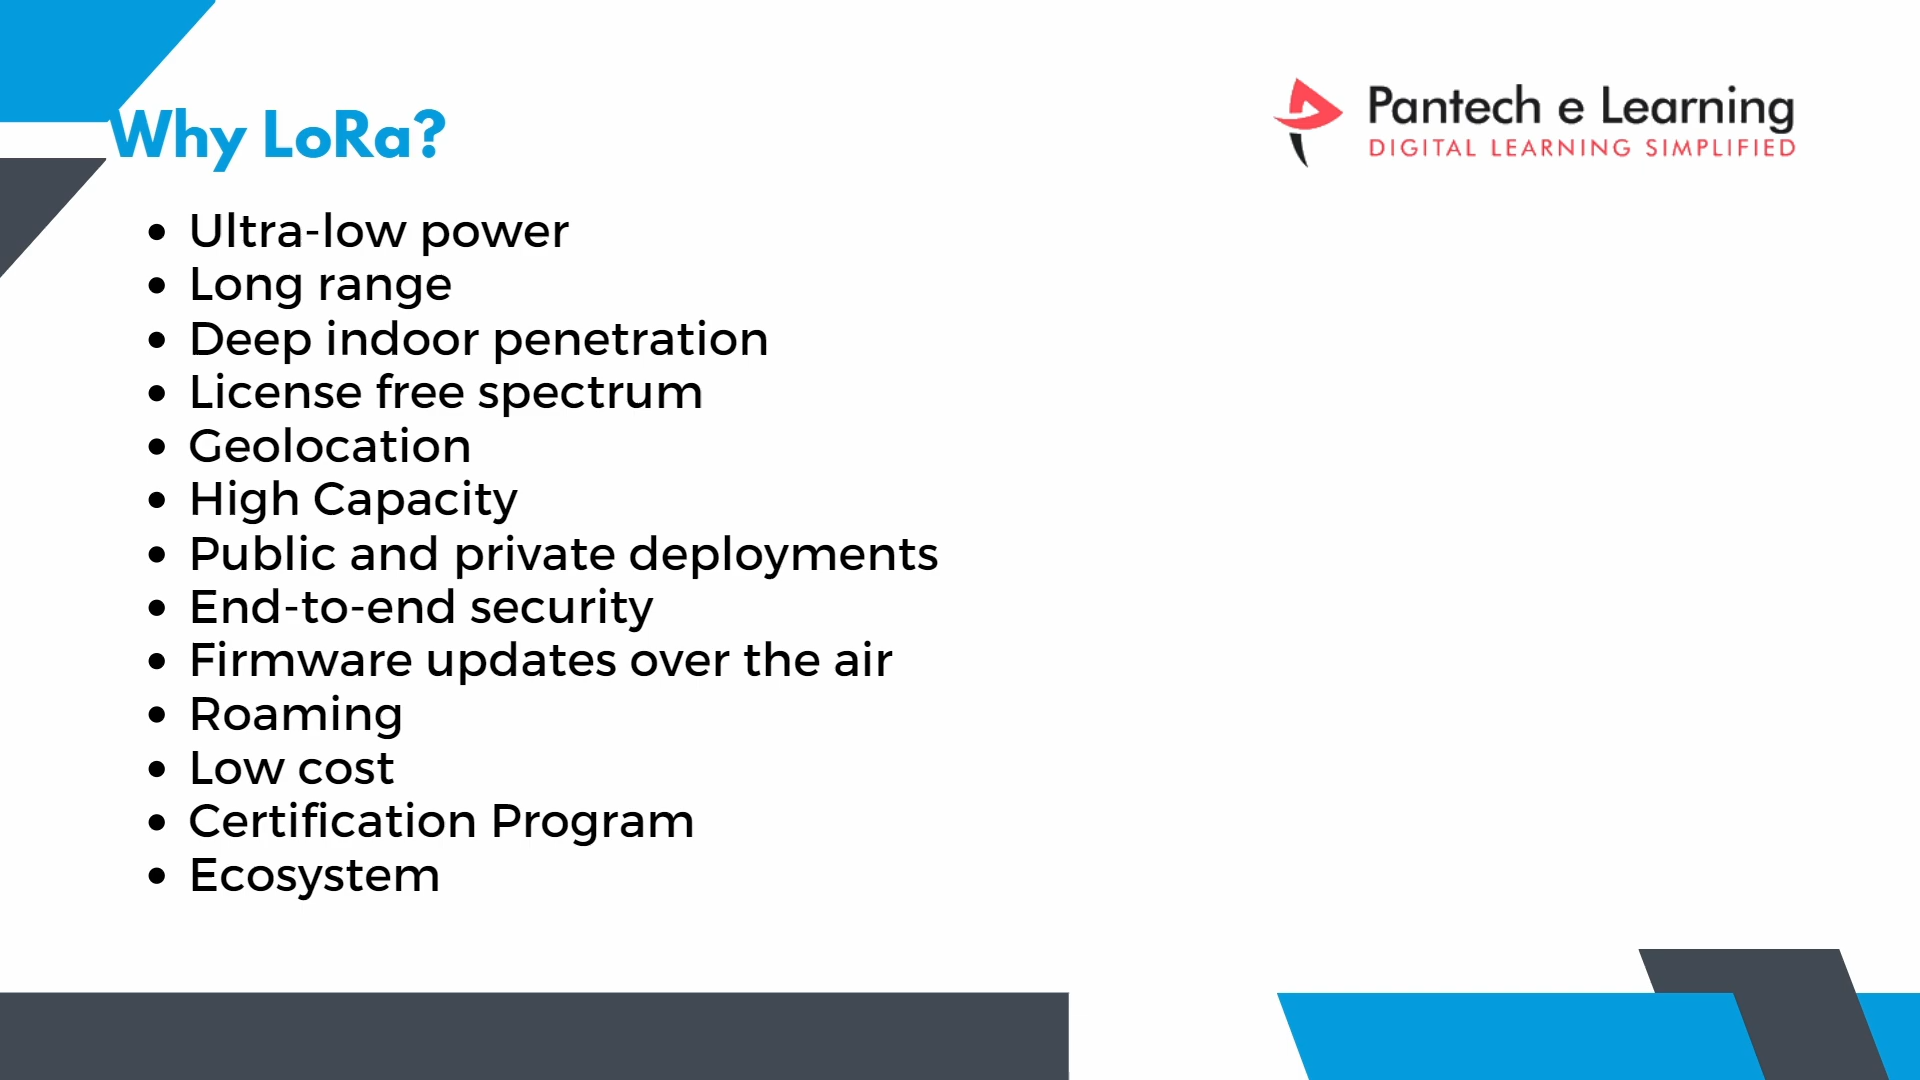 Why LoRa?
Pantech e Learning
DIGITAL LEARNING SIMPLIFIED
• Ultra-low power
• Long range
• Deep indoor penetration
• License free spectrum
• Geolocation
• High Capacity
• Public and private deployments
• End-to-end security
• Firmware updates over the air
• Roaming
• Low cost
• Certification Program
• Ecosystem